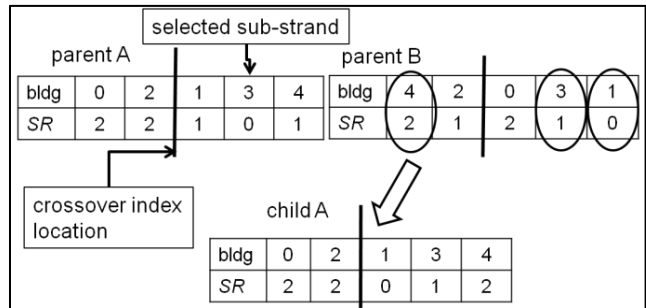 selected sub-strand
parent A
bldg 0 2 1 3 4
SR 2 2 1 0 1
parent B
bldg 4 2 0 3 1
SR 2 1 2 1 0
crossover index
location
child A
bldg 0 2 1 3 4
SR 2 2 0 1 2